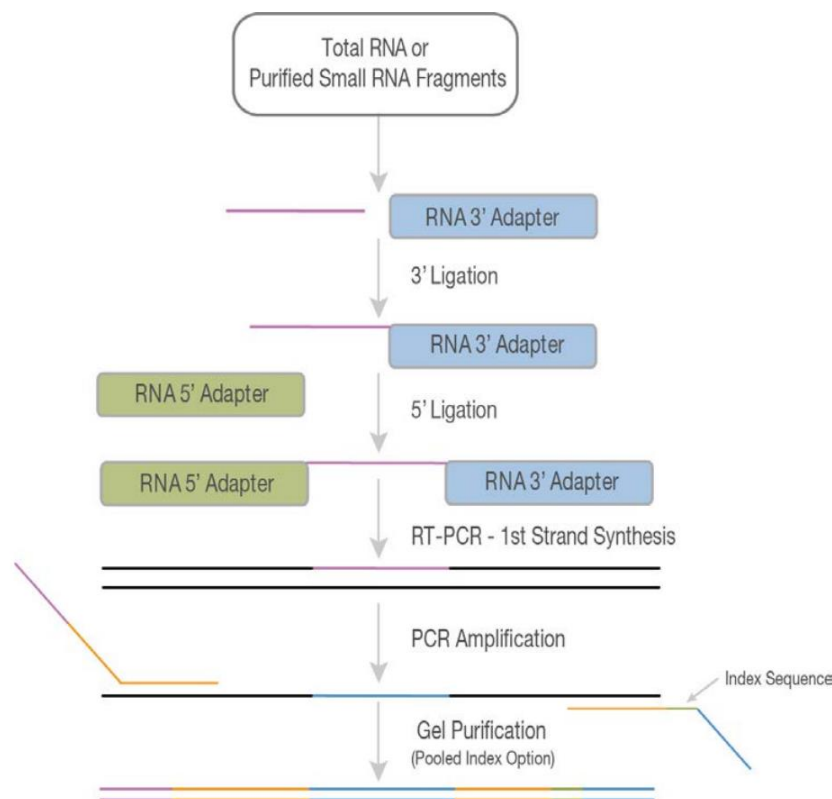 Total RNA or
Purified Small RNA Fragments
RNA 3' Adapter
3' Ligation
RNA 3' Adapter
RNA 5' Adapter
5' Ligation
RNA 5' Adapter
RNA 3' Adapter
RT-PCR - 1st Strand Synthesis
PCR Amplification
Index Sequence
Gel Purification
(Pooled Index Option)